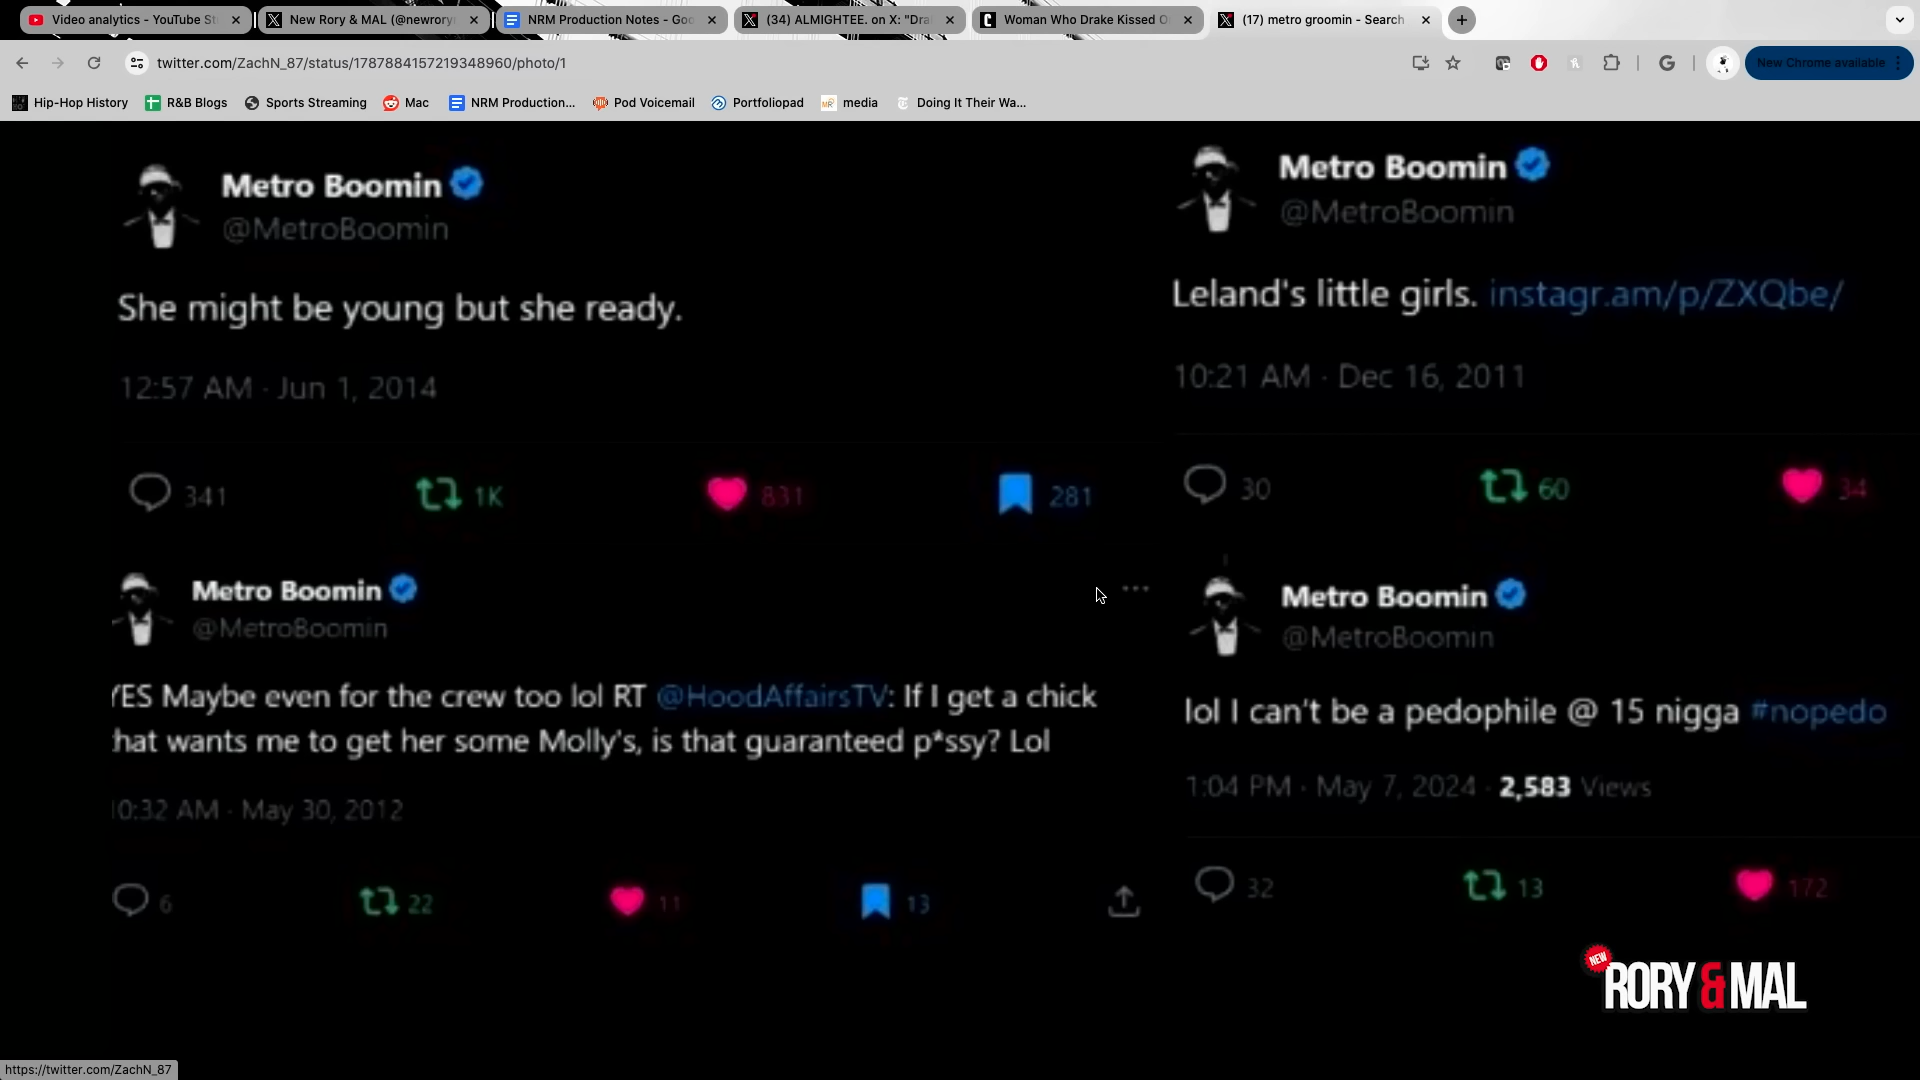 Video analytics - YouTube St
New Rory & MAL (@newrory
NRM Production Notes - Goo
(34) ALMIGHTEE. on X: "Dra
Woman Who Drake Kissed O
(17) metro groomin - Search
twitter.com/ZachN_87/status/1787884157219348960/photo/1
New Chrome available
Hip-Hop History
R&B Blogs
Sports Streaming
Mac
NRM Production...
Pod Voicemail
Portfoliopad
media
Doing It Their Wa...
Metro Boomin
@MetroBoomin
She might be young but she ready.
12:57 AM · Jun 1, 2014
341 1K 831 281
Metro Boomin
@MetroBoomin
Leland's little girls. instagr.am/p/ZXQbe/
10:21 AM · Dec 16, 2011
30 60 34
Metro Boomin
@MetroBoomin
YES Maybe even for the crew too lol RT @HoodAffairsTV: If I get a chick
that wants me to get her some Molly's, is that guaranteed p*ssy? Lol
0:32 AM · May 30, 2012
6 22 11 13
Metro Boomin
@MetroBoomin
lol I can't be a pedophile @ 15 nigga #nopedo
1:04 PM · May 7, 2024 · 2,583 Views
32 13 172
NEW
RORY & MAL
https://twitter.com/ZachN_87